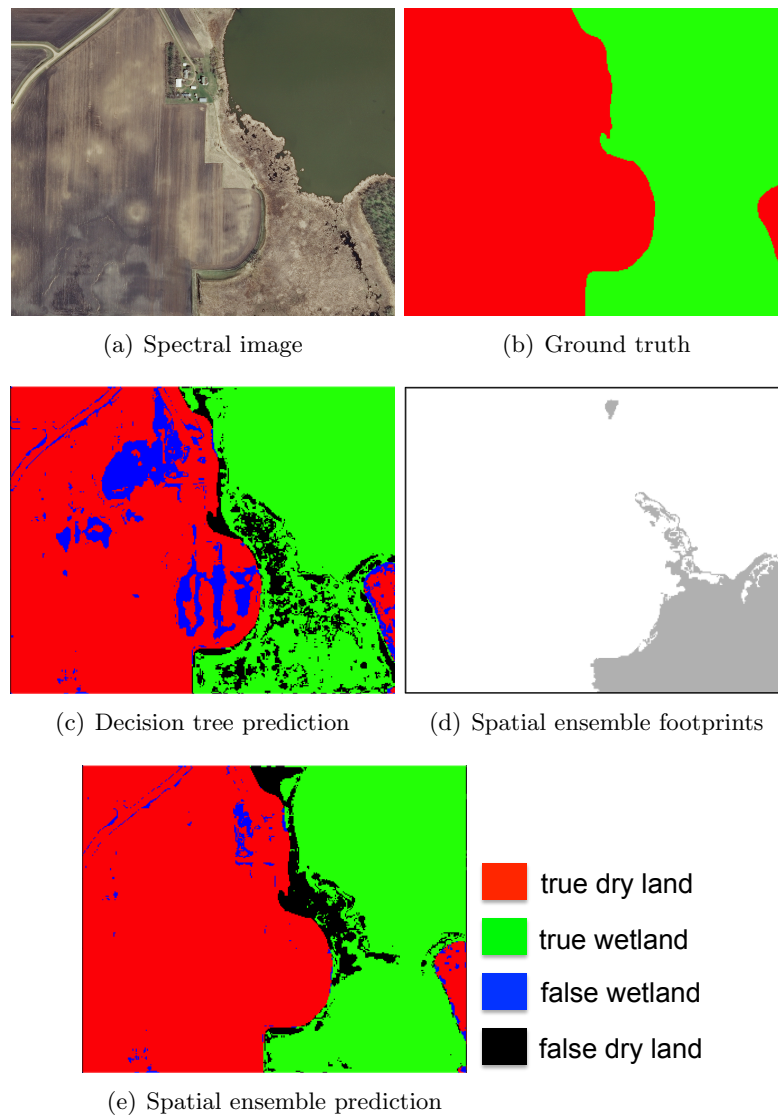 (a) Spectral image
(b) Ground truth
(c) Decision tree prediction
(d) Spatial ensemble footprints
true dry land
true wetland
false wetland
false dry land
(e) Spatial ensemble prediction